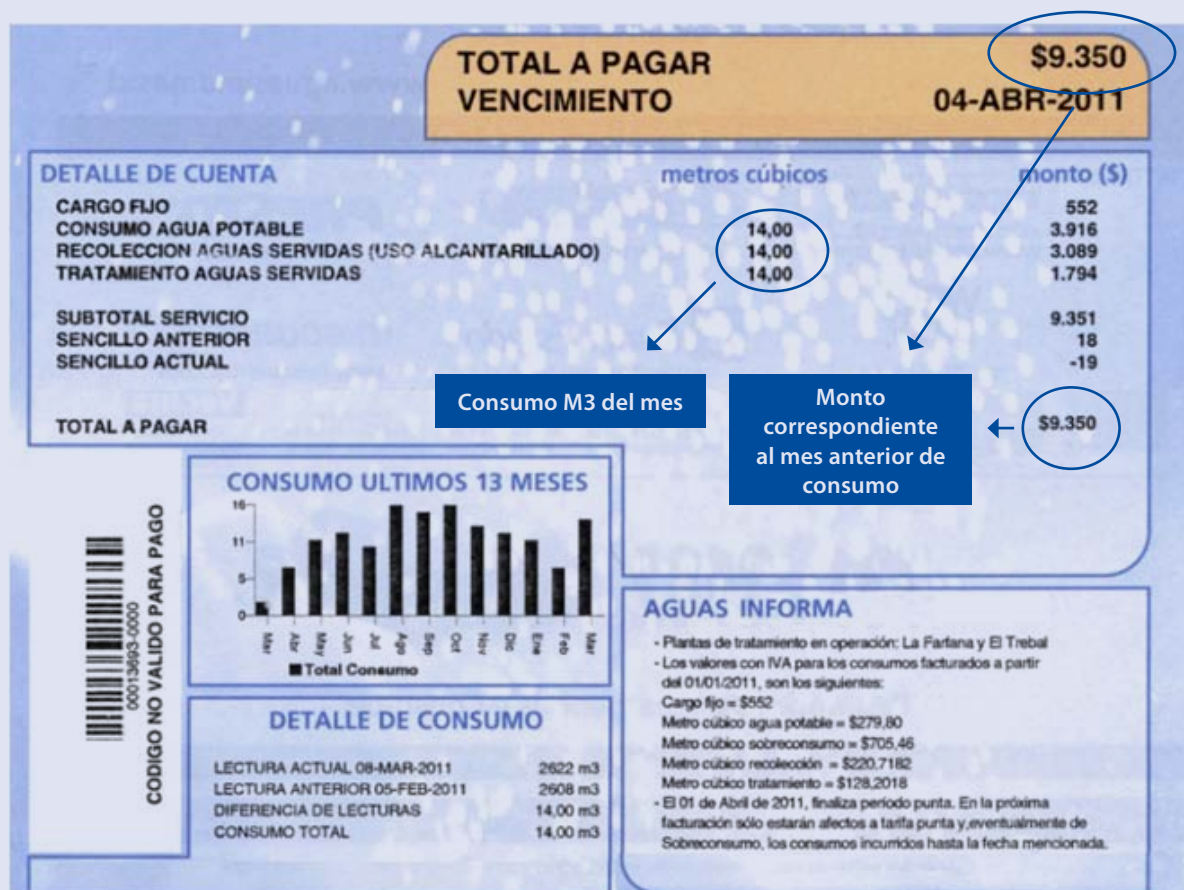 TOTAL A PAGAR $9.350
VENCIMIENTO 04-ABR-2011
DETALLE DE CUENTA metros cúbicos monto ($)
CARGO FIJO 552
CONSUMO AGUA POTABLE 14,00 3.916
RECOLECCION AGUAS SERVIDAS (USO ALCANTARILLADO) 14,00 3.089
TRATAMIENTO AGUAS SERVIDAS 14,00 1.794
SUBTOTAL SERVICIO 9.351
SENCILLO ANTERIOR 18
SENCILLO ACTUAL -19
Consumo M3 del mes
Monto
correspondiente
al mes anterior de
consumo
TOTAL A PAGAR $9.350
CONSUMO ULTIMOS 13 MESES
16
11
5
0
Mar Abr May Jun Jul Ago Sep Oct Nov Dic Ene Feb Mar
Total Consumo
00013693-0000
CODIGO NO VALIDO PARA PAGO
DETALLE DE CONSUMO
LECTURA ACTUAL 08-MAR-2011 2622 m3
LECTURA ANTERIOR 05-FEB-2011 2608 m3
DIFERENCIA DE LECTURAS 14,00 m3
CONSUMO TOTAL 14,00 m3
AGUAS INFORMA
- Plantas de tratamiento en operación: La Farfana y El Trebal
- Los valores con IVA para los consumos facturados a partir
del 01/01/2011, son los siguientes:
Cargo fijo = $552
Metro cúbico agua potable = $279,80
Metro cúbico sobreconsumo = $705,46
Metro cúbico recolección = $220,7182
Metro cúbico tratamiento = $128,2018
- El 01 de Abril de 2011, finaliza periodo punta. En la próxima
facturación sólo estarán afectos a tarifa punta y,eventualmente de
Sobreconsumo, los consumos incurridos hasta la fecha mencionada.